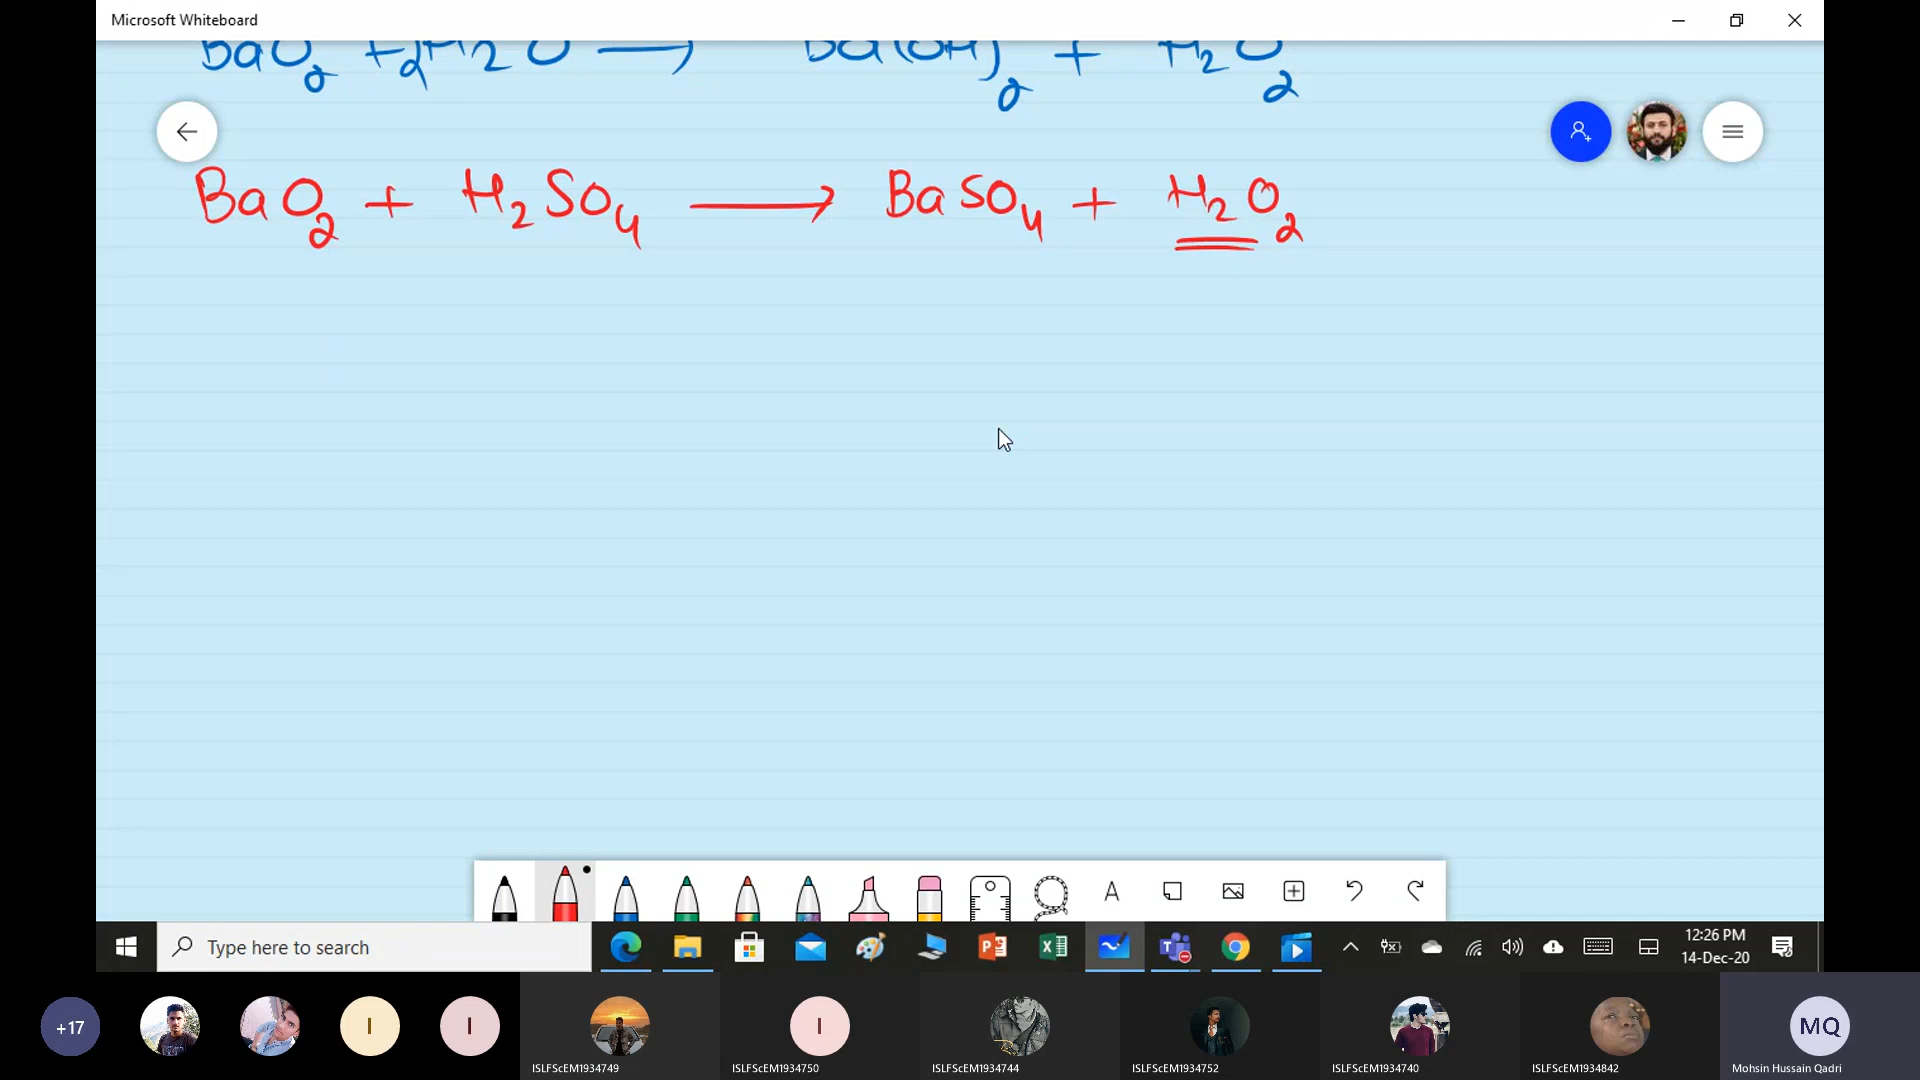 Microsoft Whiteboard
BaO2 + 2H2O ⟶ Ba(OH)2 + H2O2
BaO2 + H2SO4 ⟶ BaSO4 + H2O2
A
Type here to search
12:26 PM
14-Dec-20
+17
I
I
I
MQ
ISLFScEM1934749
ISLFScEM1934750
ISLFScEM1934744
ISLFScEM1934752
ISLFScEM1934740
ISLFScEM1934842
Mohsin Hussain Qadri